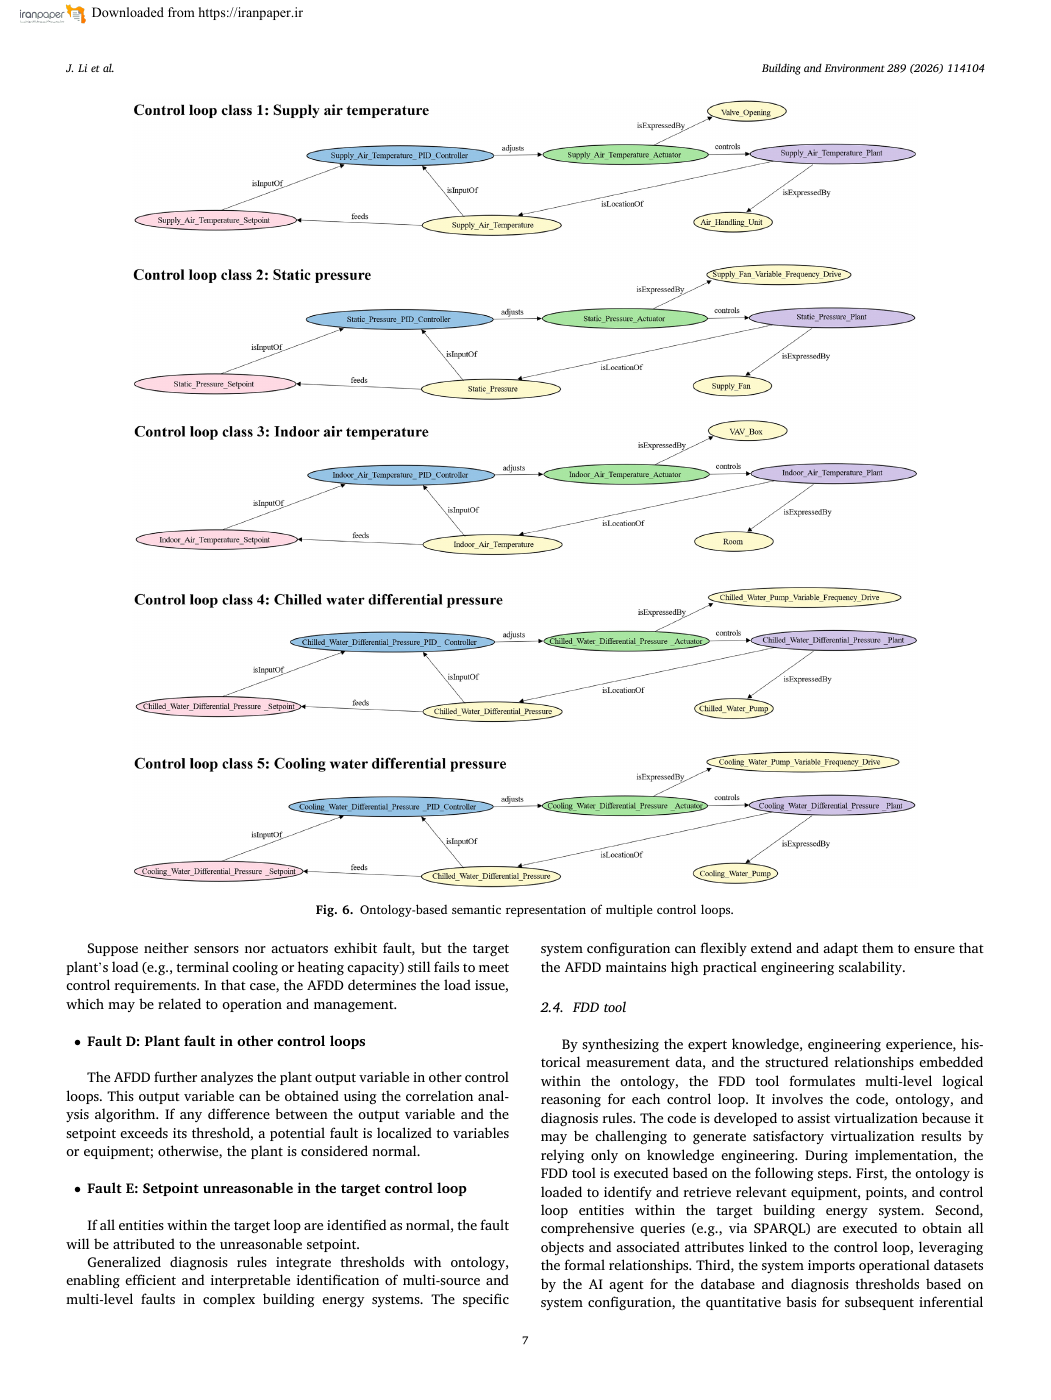 iranpaper Downloaded from https://iranpaper.ir
J. Li et al.
Building and Environment 289 (2026) 114104
Control loop class 1: Supply air temperature
Valve_Opening
isExpressedBy
Supply_Air_Temperature_ PID_Controller
adjusts
Supply_Air_Temperature_Actuator
controls
Supply_Air_Temperature_Plant
isInputOf
isInputOf
isLocationOf
isExpressedBy
Supply_Air_Temperature_Setpoint
feeds
Supply_Air_Temperature
Air_Handling_Unit
Control loop class 2: Static pressure
Supply_Fan_Variable_Frequency_Drive
isExpressedBy
Static_Pressure_PID_Controller
adjusts
Static_Pressure_Actuator
controls
Static_Pressure_Plant
isInputOf
isInputOf
isLocationOf
isExpressedBy
Static_Pressure_Setpoint
feeds
Static_Pressure
Supply_Fan
Control loop class 3: Indoor air temperature
VAV_Box
isExpressedBy
Indoor_Air_Temperature_ PID_Controller
adjusts
Indoor_Air_Temperature_Actuator
controls
Indoor_Air_Temperature_Plant
isInputOf
isInputOf
isLocationOf
isExpressedBy
Indoor_Air_Temperature_Setpoint
feeds
Indoor_Air_Temperature
Room
Control loop class 4: Chilled water differential pressure
Chilled_Water_Pump_Variable_Frequency_Drive
isExpressedBy
Chilled_Water_Differential_Pressure_PID_ Controller
adjusts
Chilled_Water_Differential_Pressure _Actuator
controls
Chilled_Water_Differential_Pressure _Plant
isInputOf
isInputOf
isLocationOf
isExpressedBy
Chilled_Water_Differential_Pressure _Setpoint
feeds
Chilled_Water_Differential_Pressure
Chilled_Water_Pump
Control loop class 5: Cooling water differential pressure
Cooling_Water_Pump_Variable_Frequency_Drive
isExpressedBy
Cooling_Water_Differential_Pressure _PID_Controller
adjusts
Cooling_Water_Differential_Pressure _Actuator
controls
Cooling_Water_Differential_Pressure _Plant
isInputOf
isInputOf
isLocationOf
isExpressedBy
Cooling_Water_Differential_Pressure _Setpoint
feeds
Chilled_Water_Differential_Pressure
Cooling_Water_Pump
Fig. 6. Ontology-based semantic representation of multiple control loops.
Suppose neither sensors nor actuators exhibit fault, but the target
plant's load (e.g., terminal cooling or heating capacity) still fails to meet
control requirements. In that case, the AFDD determines the load issue,
which may be related to operation and management.
• Fault D: Plant fault in other control loops
The AFDD further analyzes the plant output variable in other control
loops. This output variable can be obtained using the correlation anal-
ysis algorithm. If any difference between the output variable and the
setpoint exceeds its threshold, a potential fault is localized to variables
or equipment; otherwise, the plant is considered normal.
• Fault E: Setpoint unreasonable in the target control loop
If all entities within the target loop are identified as normal, the fault
will be attributed to the unreasonable setpoint.
Generalized diagnosis rules integrate thresholds with ontology,
enabling efficient and interpretable identification of multi-source and
multi-level faults in complex building energy systems. The specific
system configuration can flexibly extend and adapt them to ensure that
the AFDD maintains high practical engineering scalability.
2.4. FDD tool
By synthesizing the expert knowledge, engineering experience, his-
torical measurement data, and the structured relationships embedded
within the ontology, the FDD tool formulates multi-level logical
reasoning for each control loop. It involves the code, ontology, and
diagnosis rules. The code is developed to assist virtualization because it
may be challenging to generate satisfactory virtualization results by
relying only on knowledge engineering. During implementation, the
FDD tool is executed based on the following steps. First, the ontology is
loaded to identify and retrieve relevant equipment, points, and control
loop entities within the target building energy system. Second,
comprehensive queries (e.g., via SPARQL) are executed to obtain all
objects and associated attributes linked to the control loop, leveraging
the formal relationships. Third, the system imports operational datasets
by the AI agent for the database and diagnosis thresholds based on
system configuration, the quantitative basis for subsequent inferential
7